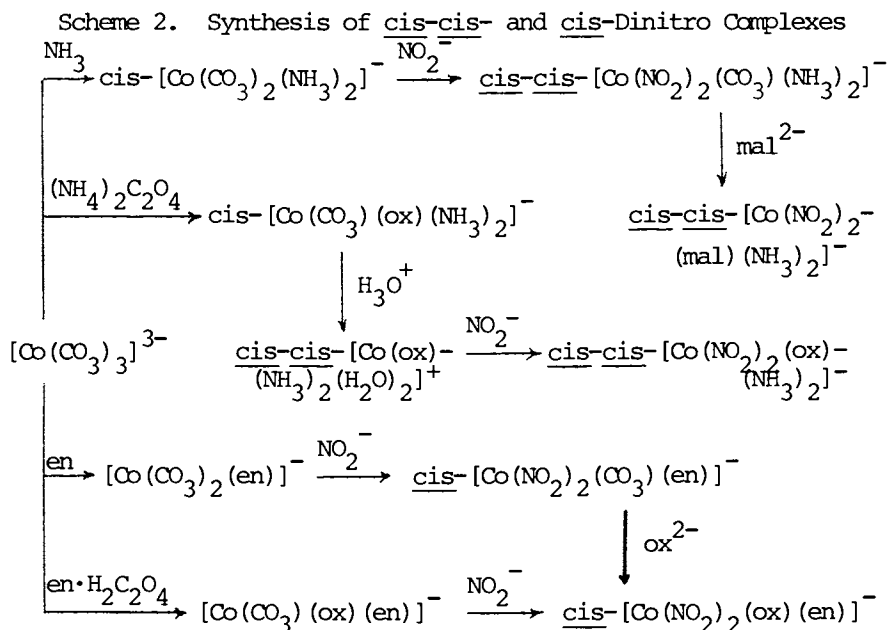 Scheme 2. Synthesis of cis-cis- and cis-Dinitro Complexes
NH₃ → cis-[Co(CO₃)₂(NH₃)₂]⁻ NO₂⁻ → cis-cis-[Co(NO₂)₂(CO₃)(NH₃)₂]⁻
↓ mal²⁻
(NH₄)₂C₂O₄ → cis-[Co(CO₃)(ox)(NH₃)₂]⁻
cis-cis-[Co(NO₂)₂-
(mal)(NH₃)₂]⁻
↓ H₃O⁺
[Co(CO₃)₃]³⁻
cis-cis-[Co(ox)-
(NH₃)₂(H₂O)₂]⁺
NO₂⁻ → cis-cis-[Co(NO₂)₂(ox)-
(NH₃)₂]⁻
en → [Co(CO₃)₂(en)]⁻ NO₂⁻ → cis-[Co(NO₂)₂(CO₃)(en)]⁻
↓ ox²⁻
en·H₂C₂O₄ → [Co(CO₃)(ox)(en)]⁻ NO₂⁻ → cis-[Co(NO₂)₂(ox)(en)]⁻